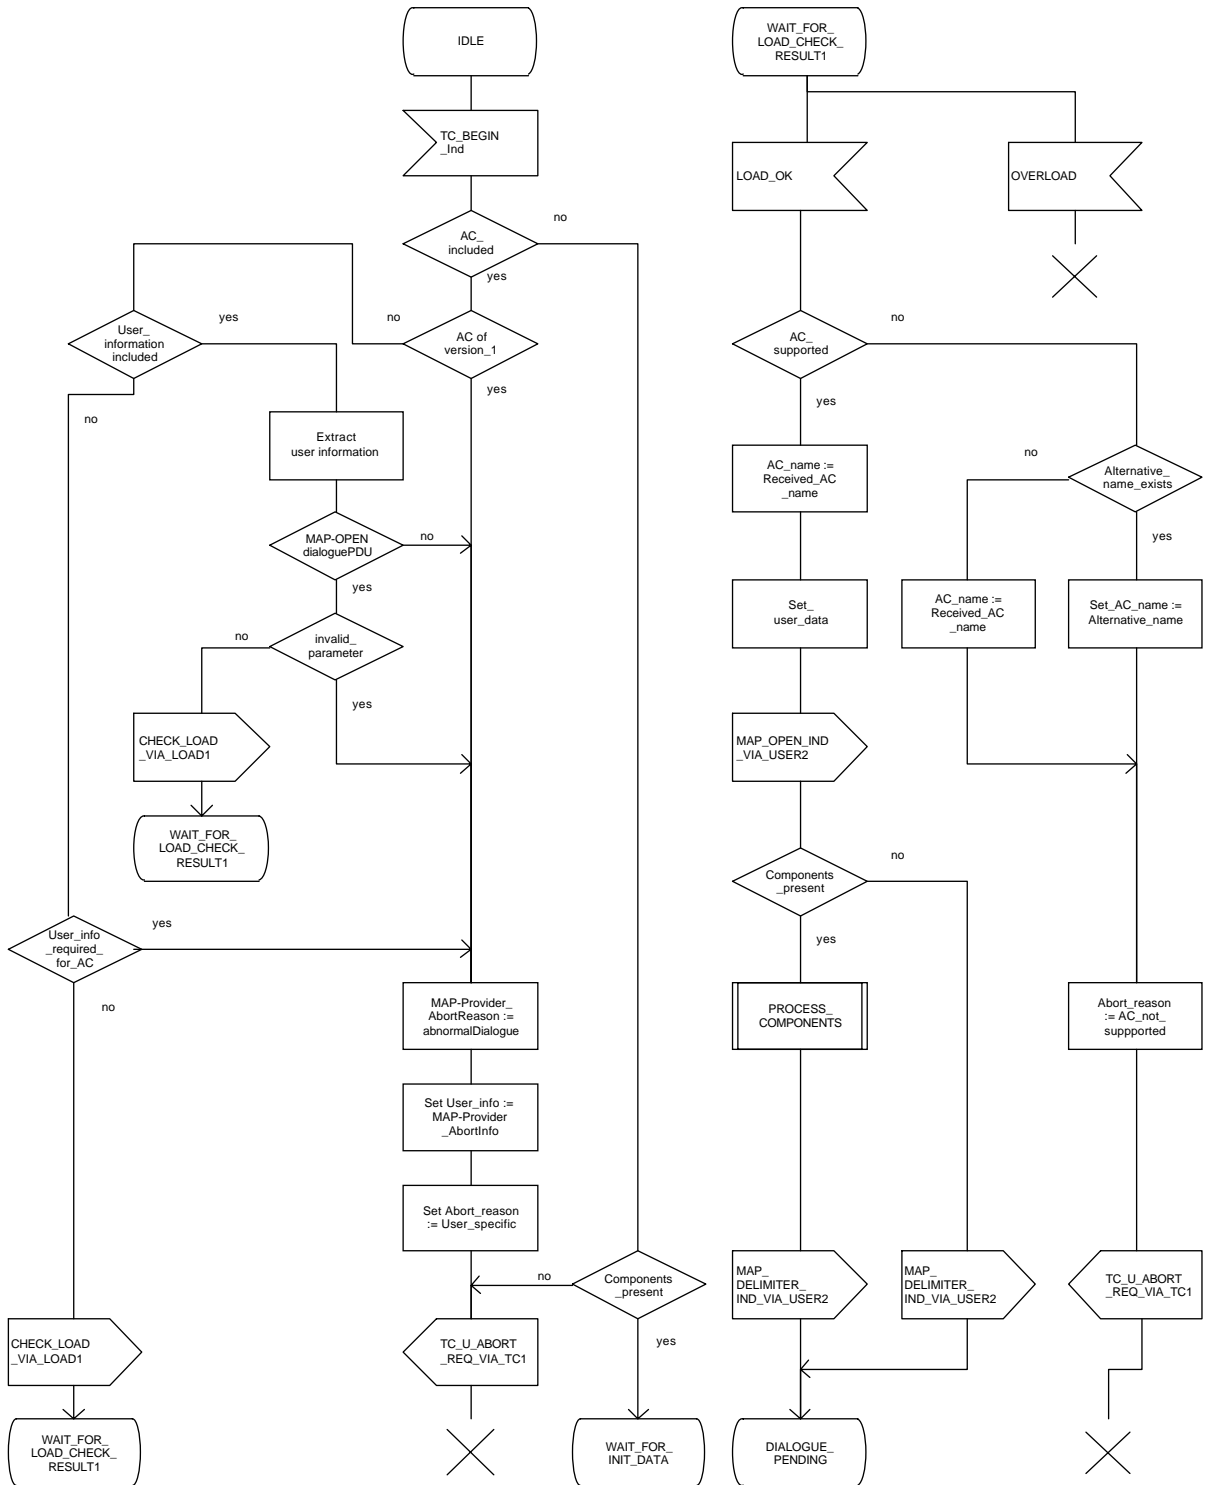 IDLE
TC_BEGIN
_Ind
no
AC_
included
yes
User_
information
included
yes
no
AC of
version_1
yes
no
Extract
user information
MAP-OPEN
dialoguePDU
no
yes
no
invalid_
parameter
yes
CHECK_LOAD
_VIA_LOAD1
WAIT_FOR_
LOAD_CHECK_
RESULT1
User_info
_required_
for_AC
yes
no
MAP-Provider_
AbortReason :=
abnormalDialogue
Set User_info :=
MAP-Provider
_AbortInfo
Set Abort_reason
:= User_specific
no
Components
_present
yes
CHECK_LOAD
_VIA_LOAD1
TC_U_ABORT
_REQ_VIA_TC1
WAIT_FOR_
LOAD_CHECK_
RESULT1
WAIT_FOR_
INIT_DATA
WAIT_FOR_
LOAD_CHECK_
RESULT1
LOAD_OK
OVERLOAD
AC_
supported
no
yes
AC_name :=
Received_AC
_name
no
Alternative_
name_exists
yes
Set_
user_data
AC_name :=
Received_AC
_name
Set_AC_name :=
Alternative_name
MAP_OPEN_IND
_VIA_USER2
Components
_present
no
yes
PROCESS_
COMPONENTS
Abort_reason
:= AC_not_
suppported
MAP_
DELIMITER_
IND_VIA_USER2
MAP_
DELIMITER_
IND_VIA_USER2
TC_U_ABORT
_REQ_VIA_TC1
DIALOGUE_
PENDING